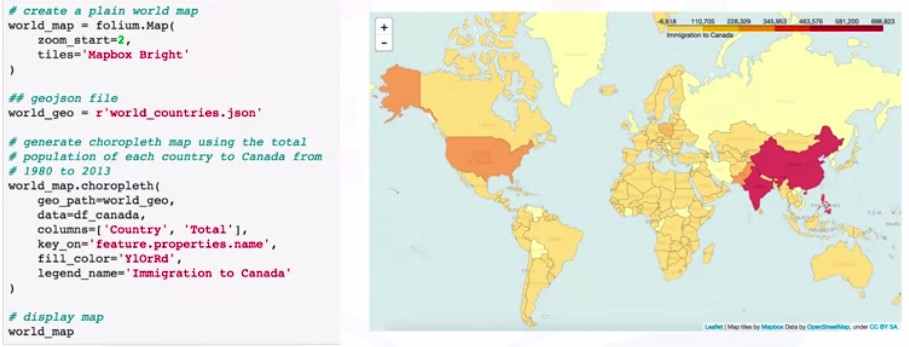 # create a plain world map
world_map = folium.Map(
zoom_start=2,
tiles='Mapbox Bright'
)
## geojson file
world_geo = r'world_countries.json'
# generate choropleth map using the total
# population of each country to Canada from
# 1980 to 2013
world_map.choropleth(
geo_path=world_geo,
data=df_canada,
columns=['Country', 'Total'],
key_on='feature.properties.name',
fill_color='YlOrRd',
legend_name='Immigration to Canada'
)
# display map
world_map
+
-
-6,918 110,705 228,329 345,953 463,576 581,200 698,823
Immigration to Canada
Leaflet | Map tiles by Mapbox Data by OpenStreetMap, under CC BY SA.